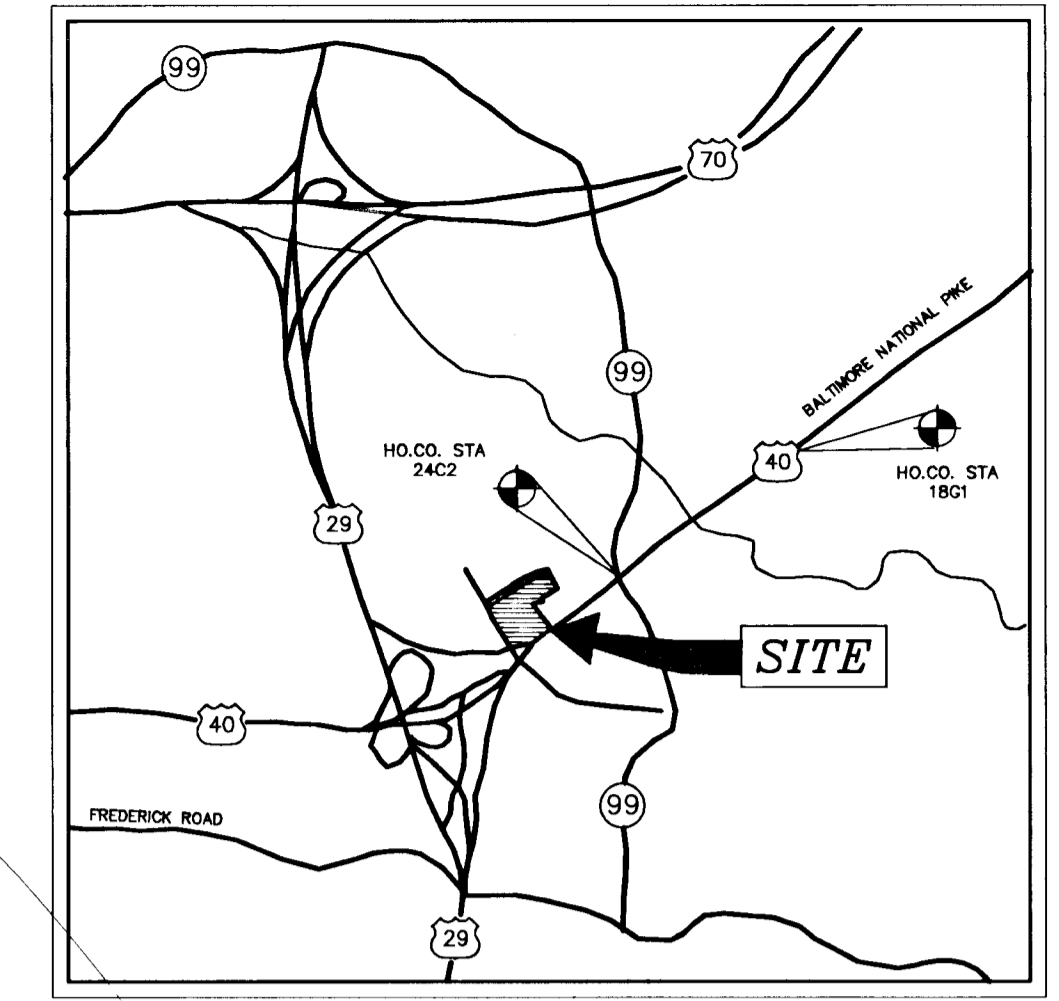 99
70
99
BALTIMORE NATIONAL PIKE
HO.CO. STA
24C2
40
HO.CO. STA
18G1
29
SITE
40
99
FREDERICK ROAD
29